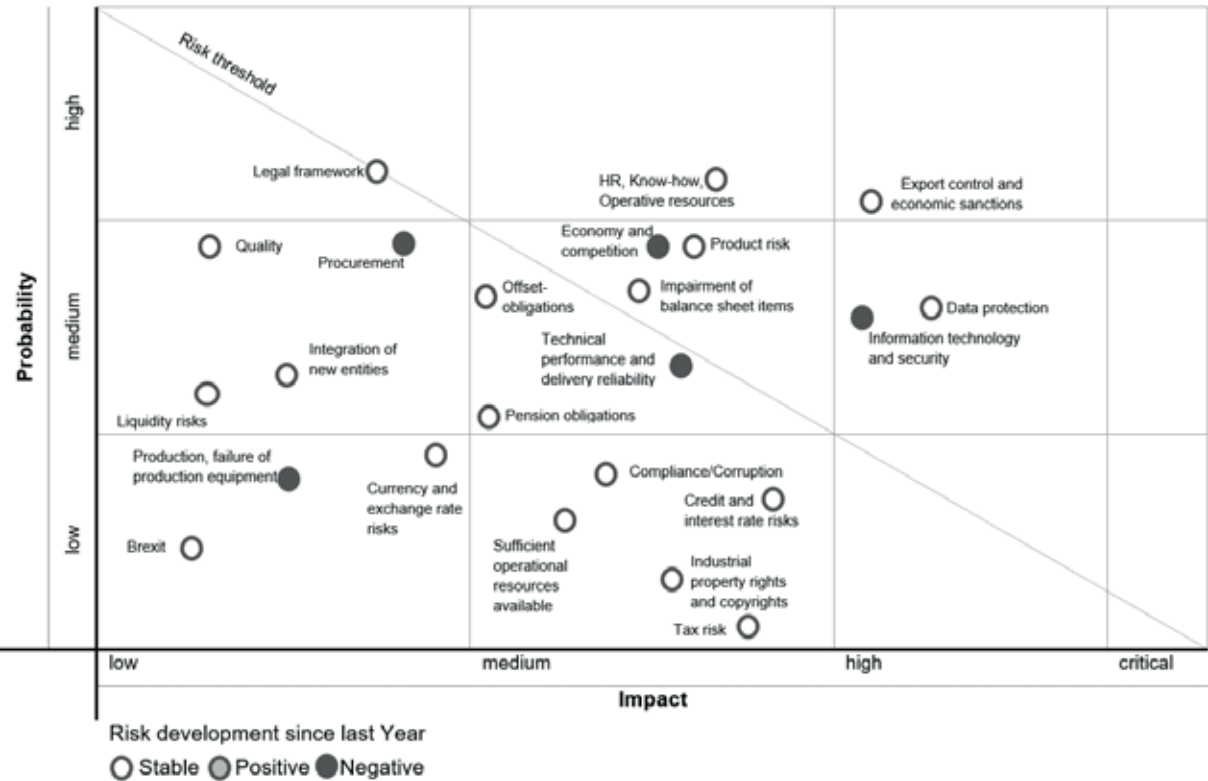 Risk threshold
high
Legal framework
HR, Know-how,
Operative resources
Export control and
economic sanctions
Probability
medium
Quality
Procurement
Economy and
competition
Product risk
Offset-
obligations
Impairment of
balance sheet items
Data protection
Information technology
and security
Technical
performance and
delivery reliability
Integration of
new entities
Liquidity risks
Pension obligations
low
Production, failure of
production equipment
Currency and
exchange rate
risks
Compliance/Corruption
Credit and
interest rate risks
Brexit
Sufficient
operational
resources
available
Industrial
property rights
and copyrights
Tax risk
low
medium
high
critical
Impact
Risk development since last Year
Stable
Positive
Negative